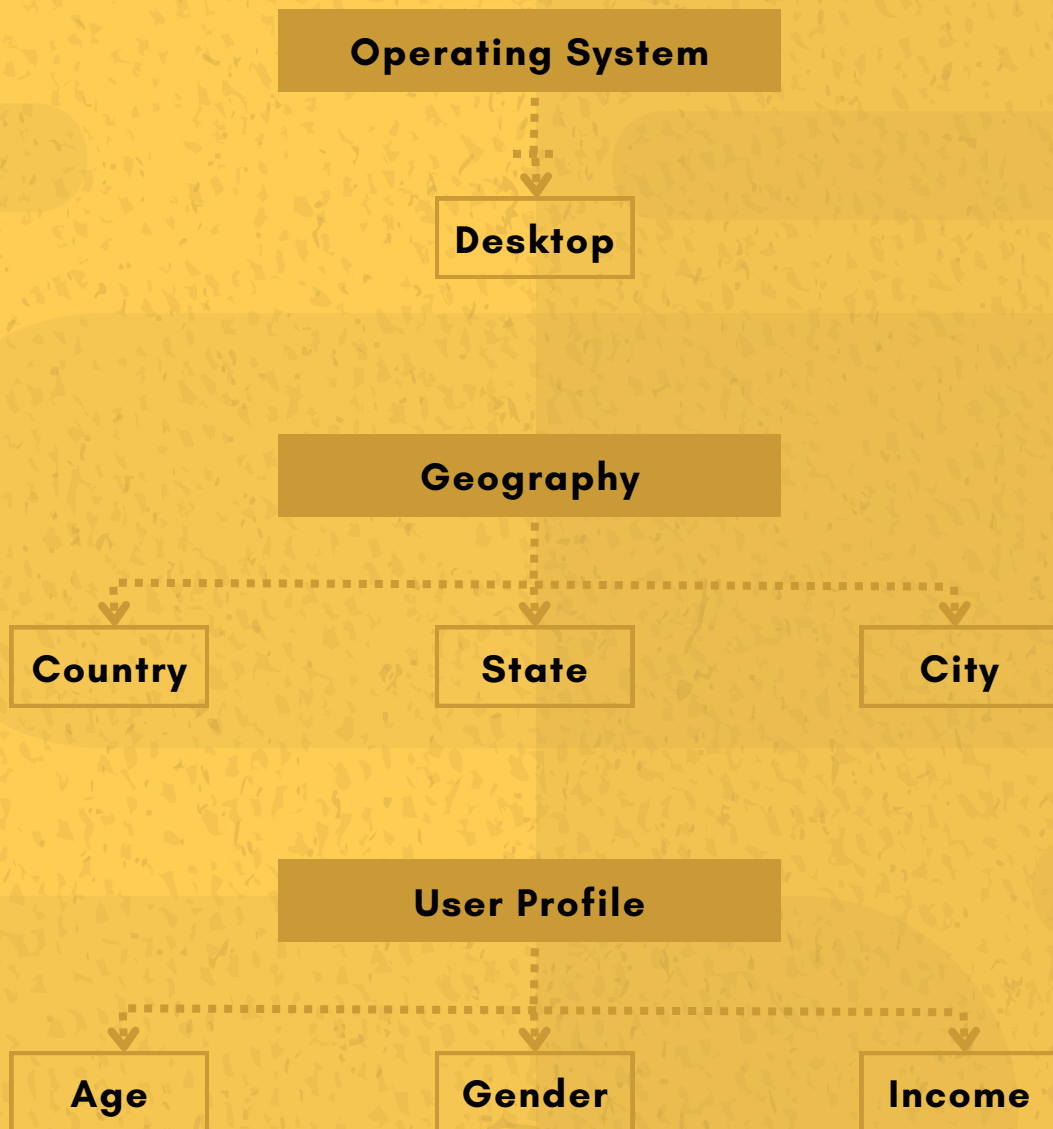 Operating System
Desktop
Geography
Country State City
User Profile
Age Gender Income